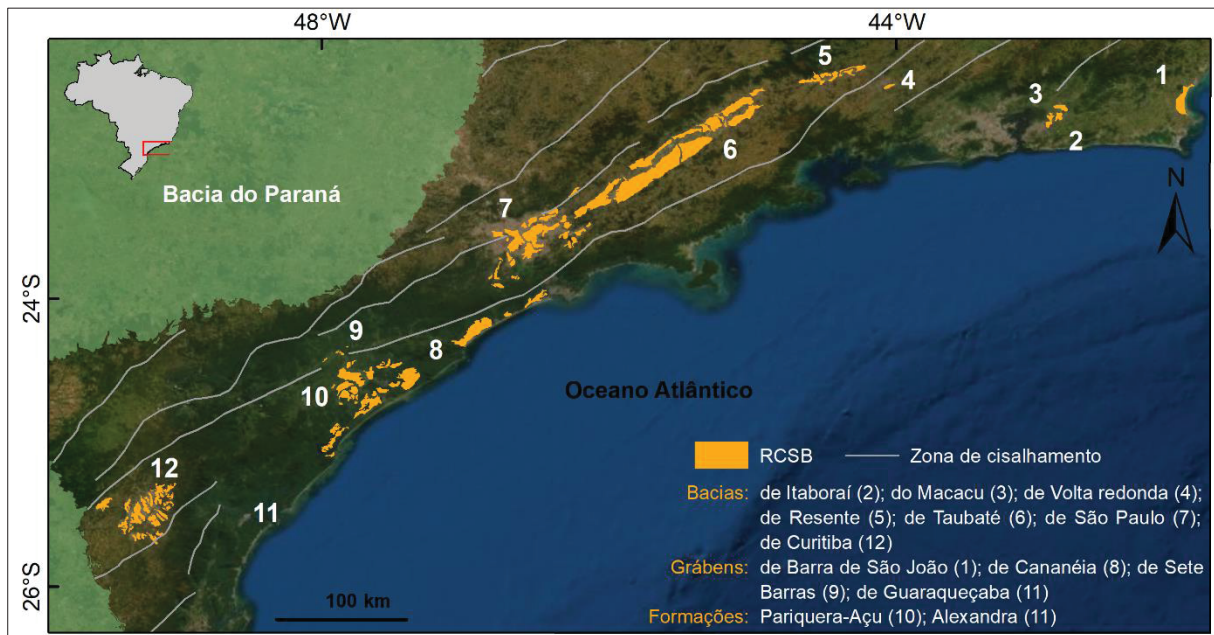 48°W
44°W
5
4
1
3
2
6
Bacia do Paraná
7
N
24°S
9
8
10
Oceano Atlântico
12
11
RCSB
Zona de cisalhamento
Bacias: de Itaboraí (2); do Macacu (3); de Volta redonda (4);
de Resente (5); de Taubaté (6); de São Paulo (7);
de Curitiba (12)
Grábens: de Barra de São João (1); de Cananéia (8); de Sete
Barras (9); de Guaraqueçaba (11)
Formações: Pariquera-Açu (10); Alexandra (11)
26°S
100 km